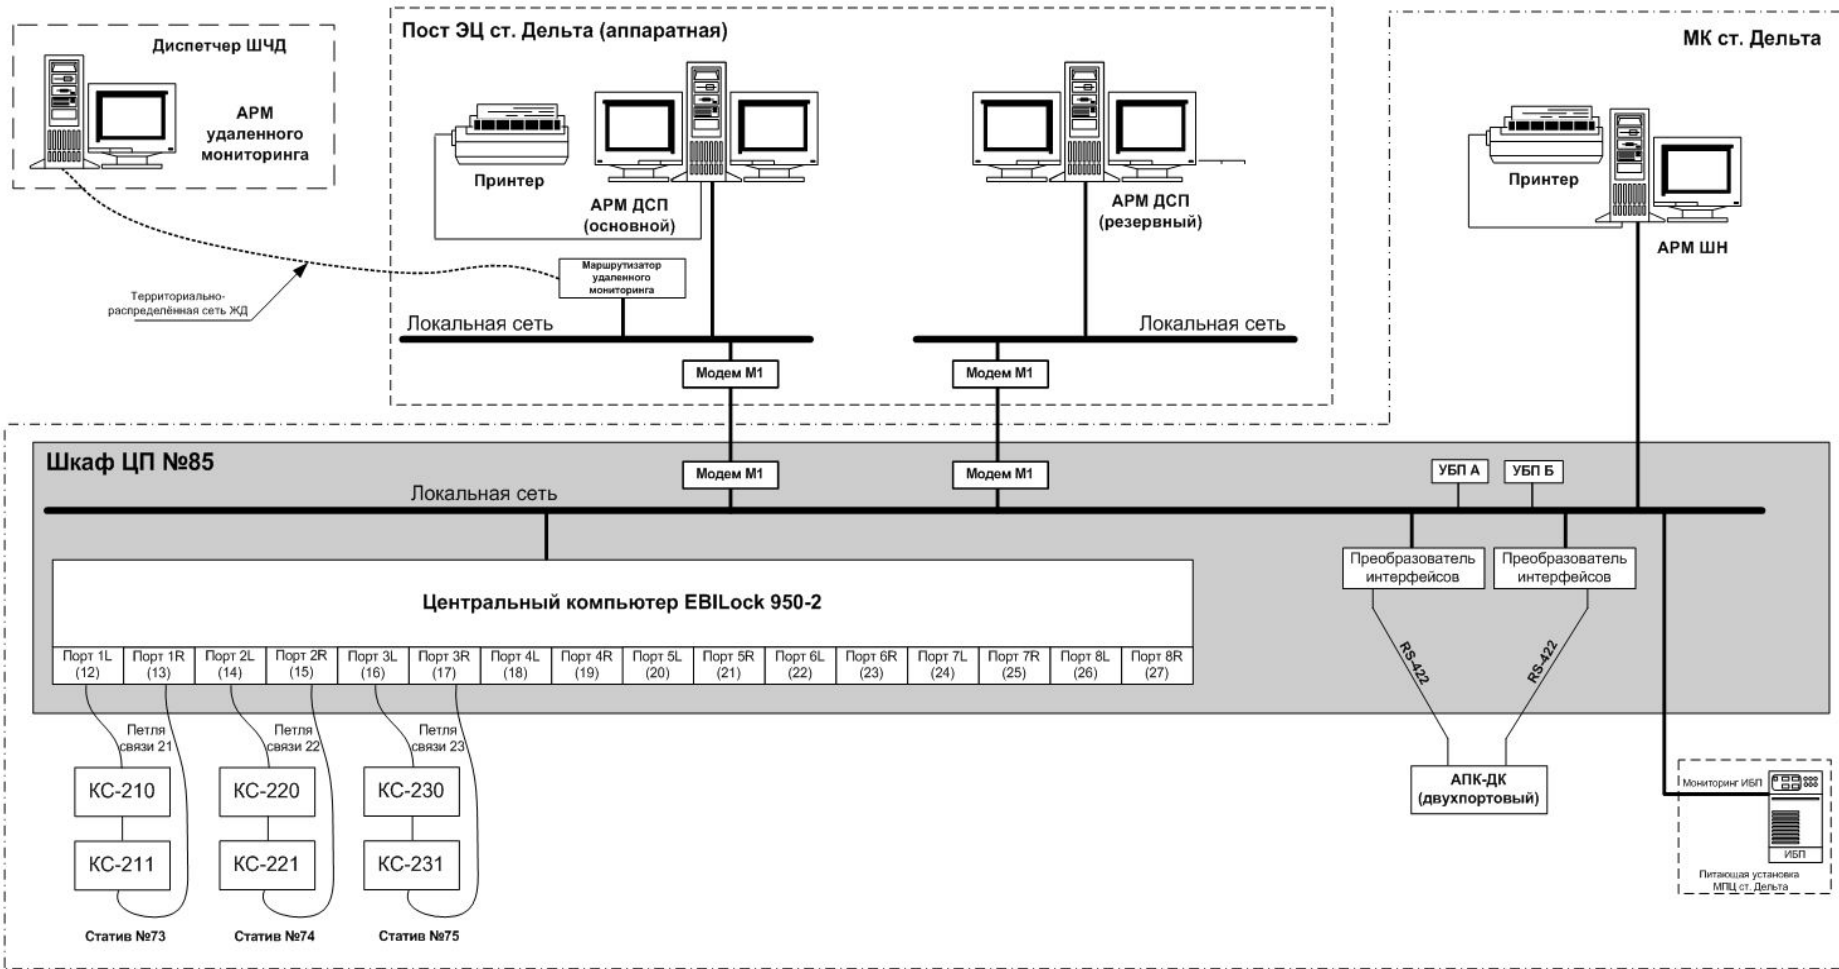 Диспетчер ШЧД
АРМ
удаленного
мониторинга
Территориально-
распределённая сеть ЖД
Пост ЭЦ ст. Дельта (аппаратная)
Принтер
АРМ ДСП
(основной)
АРМ ДСП
(резервный)
Маршрутизатор
удаленного
мониторинга
Локальная сеть
Локальная сеть
Модем М1
Модем М1
МК ст. Дельта
Принтер
АРМ ШН
Шкаф ЦП №85
Модем М1
Модем М1
УБП А
УБП Б
Локальная сеть
Преобразователь
интерфейсов
Преобразователь
интерфейсов
Центральный компьютер EBILock 950-2
Порт 1L
(12)
Порт 1R
(13)
Порт 2L
(14)
Порт 2R
(15)
Порт 3L
(16)
Порт 3R
(17)
Порт 4L
(18)
Порт 4R
(19)
Порт 5L
(20)
Порт 5R
(21)
Порт 6L
(22)
Порт 6R
(23)
Порт 7L
(24)
Порт 7R
(25)
Порт 8L
(26)
Порт 8R
(27)
RS-422
RS-422
Петля
связи 21
Петля
связи 22
Петля
связи 23
КС-210
КС-220
КС-230
КС-211
КС-221
КС-231
Статив №73
Статив №74
Статив №75
АПК-ДК
(двухпортовый)
Мониторинг ИБП
ИБП
Питающая установка
МПЦ ст. Дельта